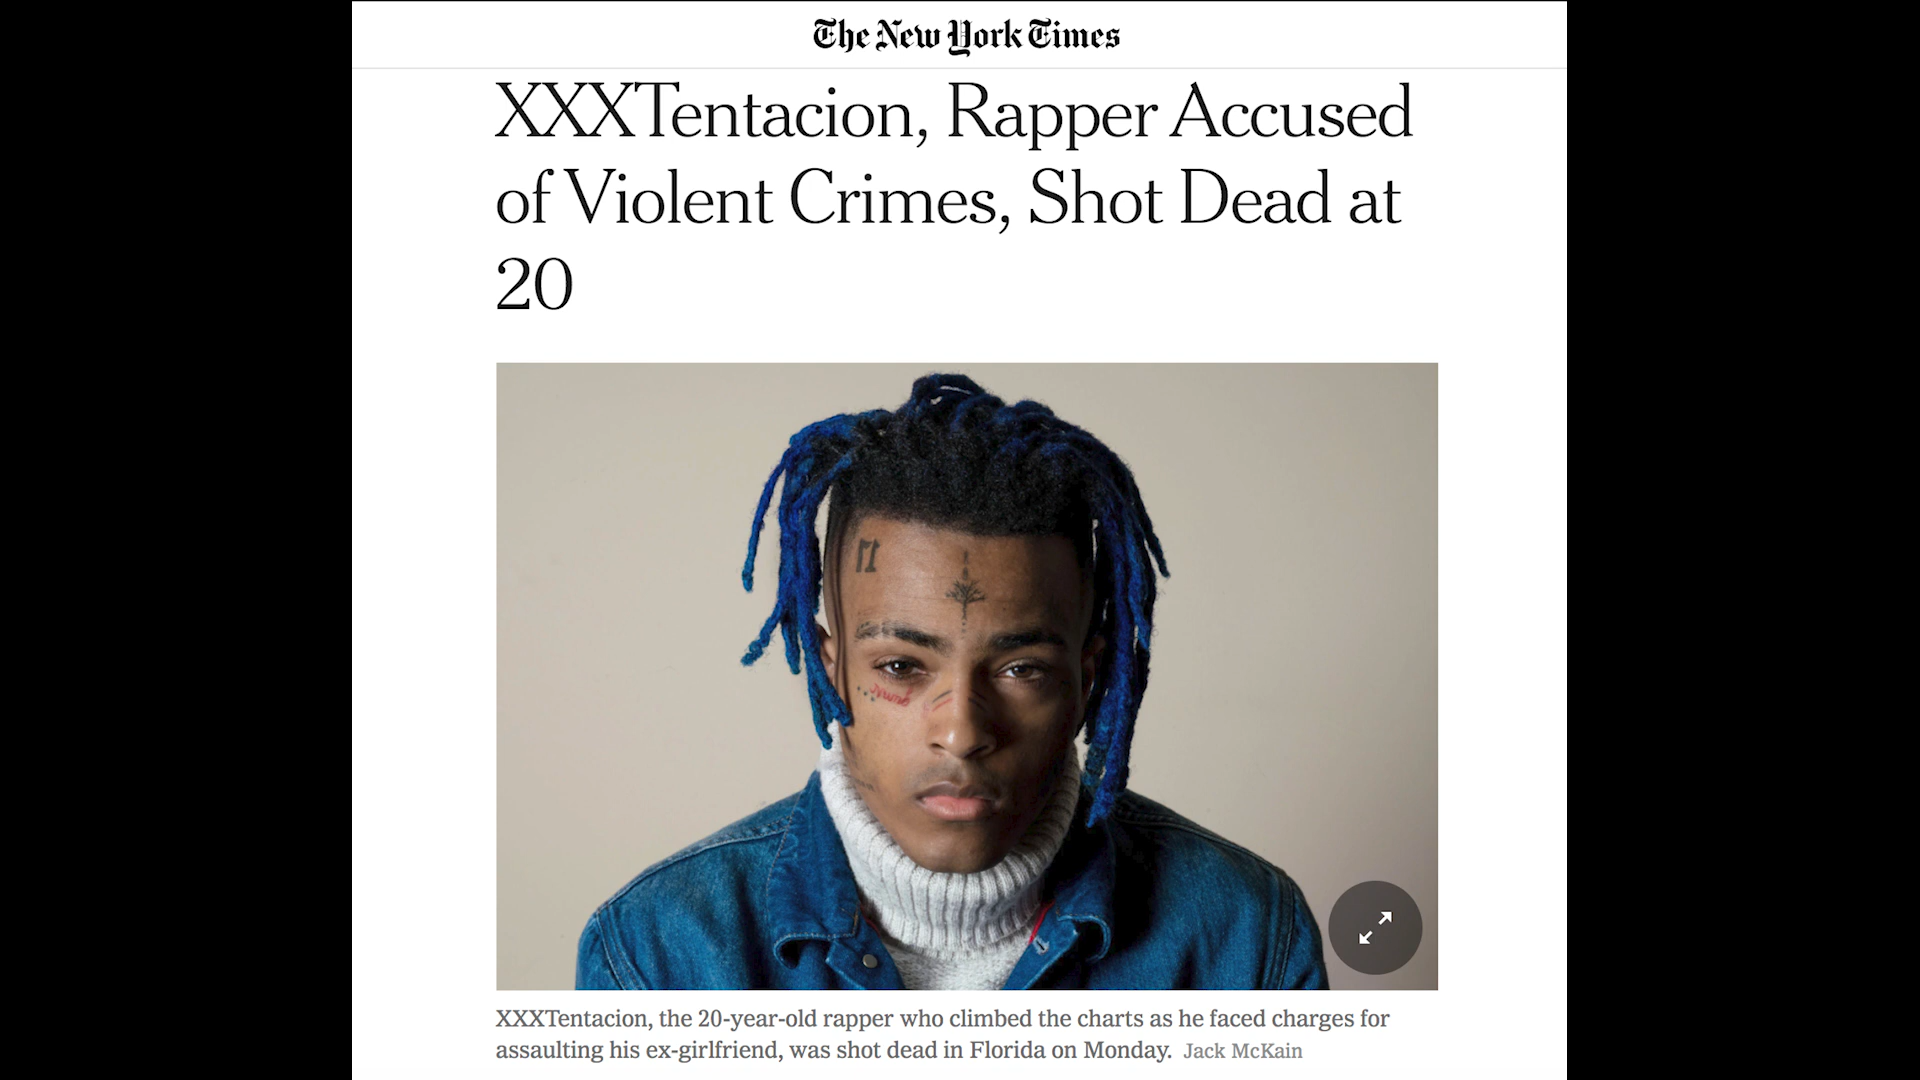 The New York Times
XXXTentacion, Rapper Accused
of Violent Crimes, Shot Dead at
20
17
XXXTentacion, the 20-year-old rapper who climbed the charts as he faced charges for
assaulting his ex-girlfriend, was shot dead in Florida on Monday. Jack McKain